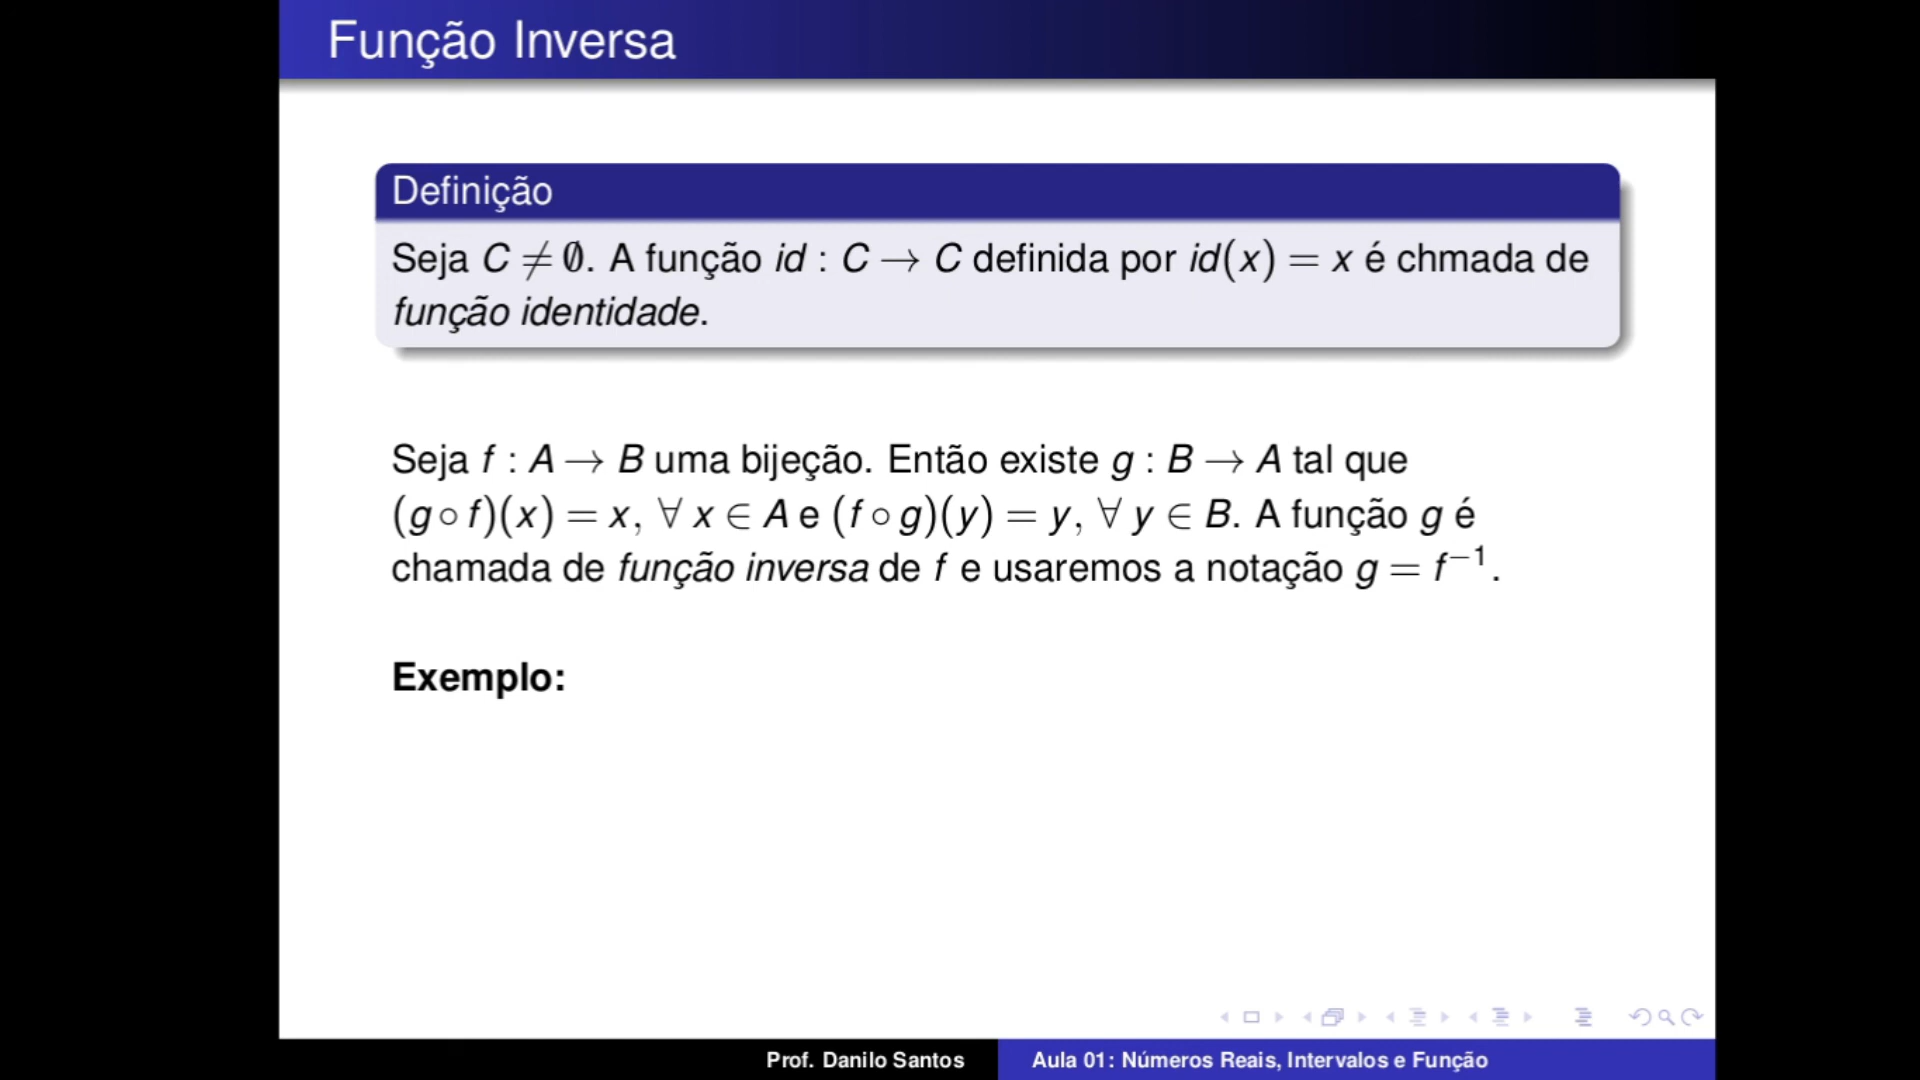 Função Inversa
Definição
Seja C ≠ ∅. A função id : C → C definida por id(x) = x é chmada de
função identidade.
Seja f : A → B uma bijeção. Então existe g : B → A tal que
(g ∘ f)(x) = x, ∀ x ∈ A e (f ∘ g)(y) = y, ∀ y ∈ B. A função g é
chamada de função inversa de f e usaremos a notação g = f⁻¹.
Exemplo:
Prof. Danilo Santos
Aula 01: Números Reais, Intervalos e Função